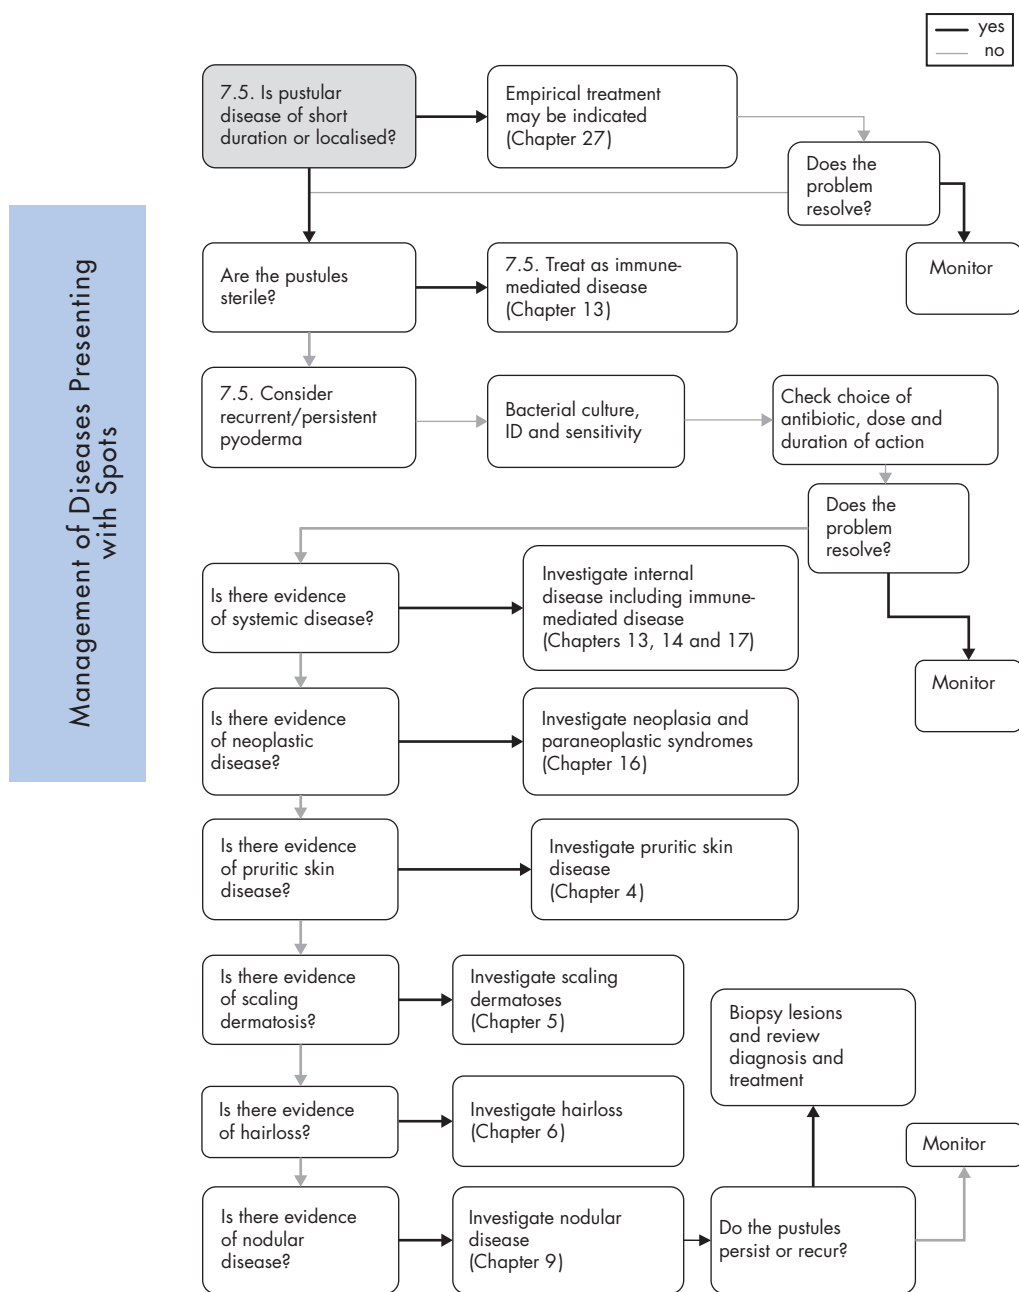 yes
no
7.5. Is pustular
disease of short
duration or localised?
Empirical treatment
may be indicated
(Chapter 27)
Does the
problem
resolve?
Monitor
Are the pustules
sterile?
7.5. Treat as immune-
mediated disease
(Chapter 13)
7.5. Consider
recurrent/persistent
pyoderma
Bacterial culture,
ID and sensitivity
Check choice of
antibiotic, dose and
duration of action
Does the
problem
resolve?
Monitor
Management of Diseases Presenting
with Spots
Is there evidence
of systemic disease?
Investigate internal
disease including immune-
mediated disease
(Chapters 13, 14 and 17)
Is there evidence
of neoplastic
disease?
Investigate neoplasia and
paraneoplastic syndromes
(Chapter 16)
Is there evidence
of pruritic skin
disease?
Investigate pruritic skin
disease
(Chapter 4)
Is there evidence
of scaling
dermatosis?
Investigate scaling
dermatoses
(Chapter 5)
Biopsy lesions
and review
diagnosis and
treatment
Is there evidence
of hairloss?
Investigate hairloss
(Chapter 6)
Monitor
Is there evidence
of nodular
disease?
Investigate nodular
disease
(Chapter 9)
Do the pustules
persist or recur?